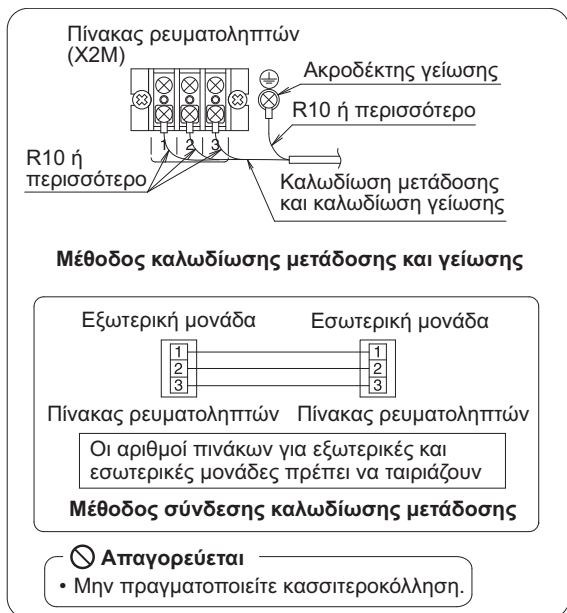 Πίνακας ρευματοληπτών
(X2M)
Ακροδέκτης γείωσης
R10 ή περισσότερο
1 2 3
R10 ή
περισσότερο
Καλωδίωση μετάδοσης
και καλωδίωση γείωσης
Μέθοδος καλωδίωσης μετάδοσης και γείωσης
Εξωτερική μονάδα Εσωτερική μονάδα
1 1
2 2
3 3
Πίνακας ρευματοληπτών Πίνακας ρευματοληπτών
Οι αριθμοί πινάκων για εξωτερικές και
εσωτερικές μονάδες πρέπει να ταιριάζουν
Μέθοδος σύνδεσης καλωδίωσης μετάδοσης
Απαγορεύεται
• Μην πραγματοποιείτε κασσιτεροκόλληση.